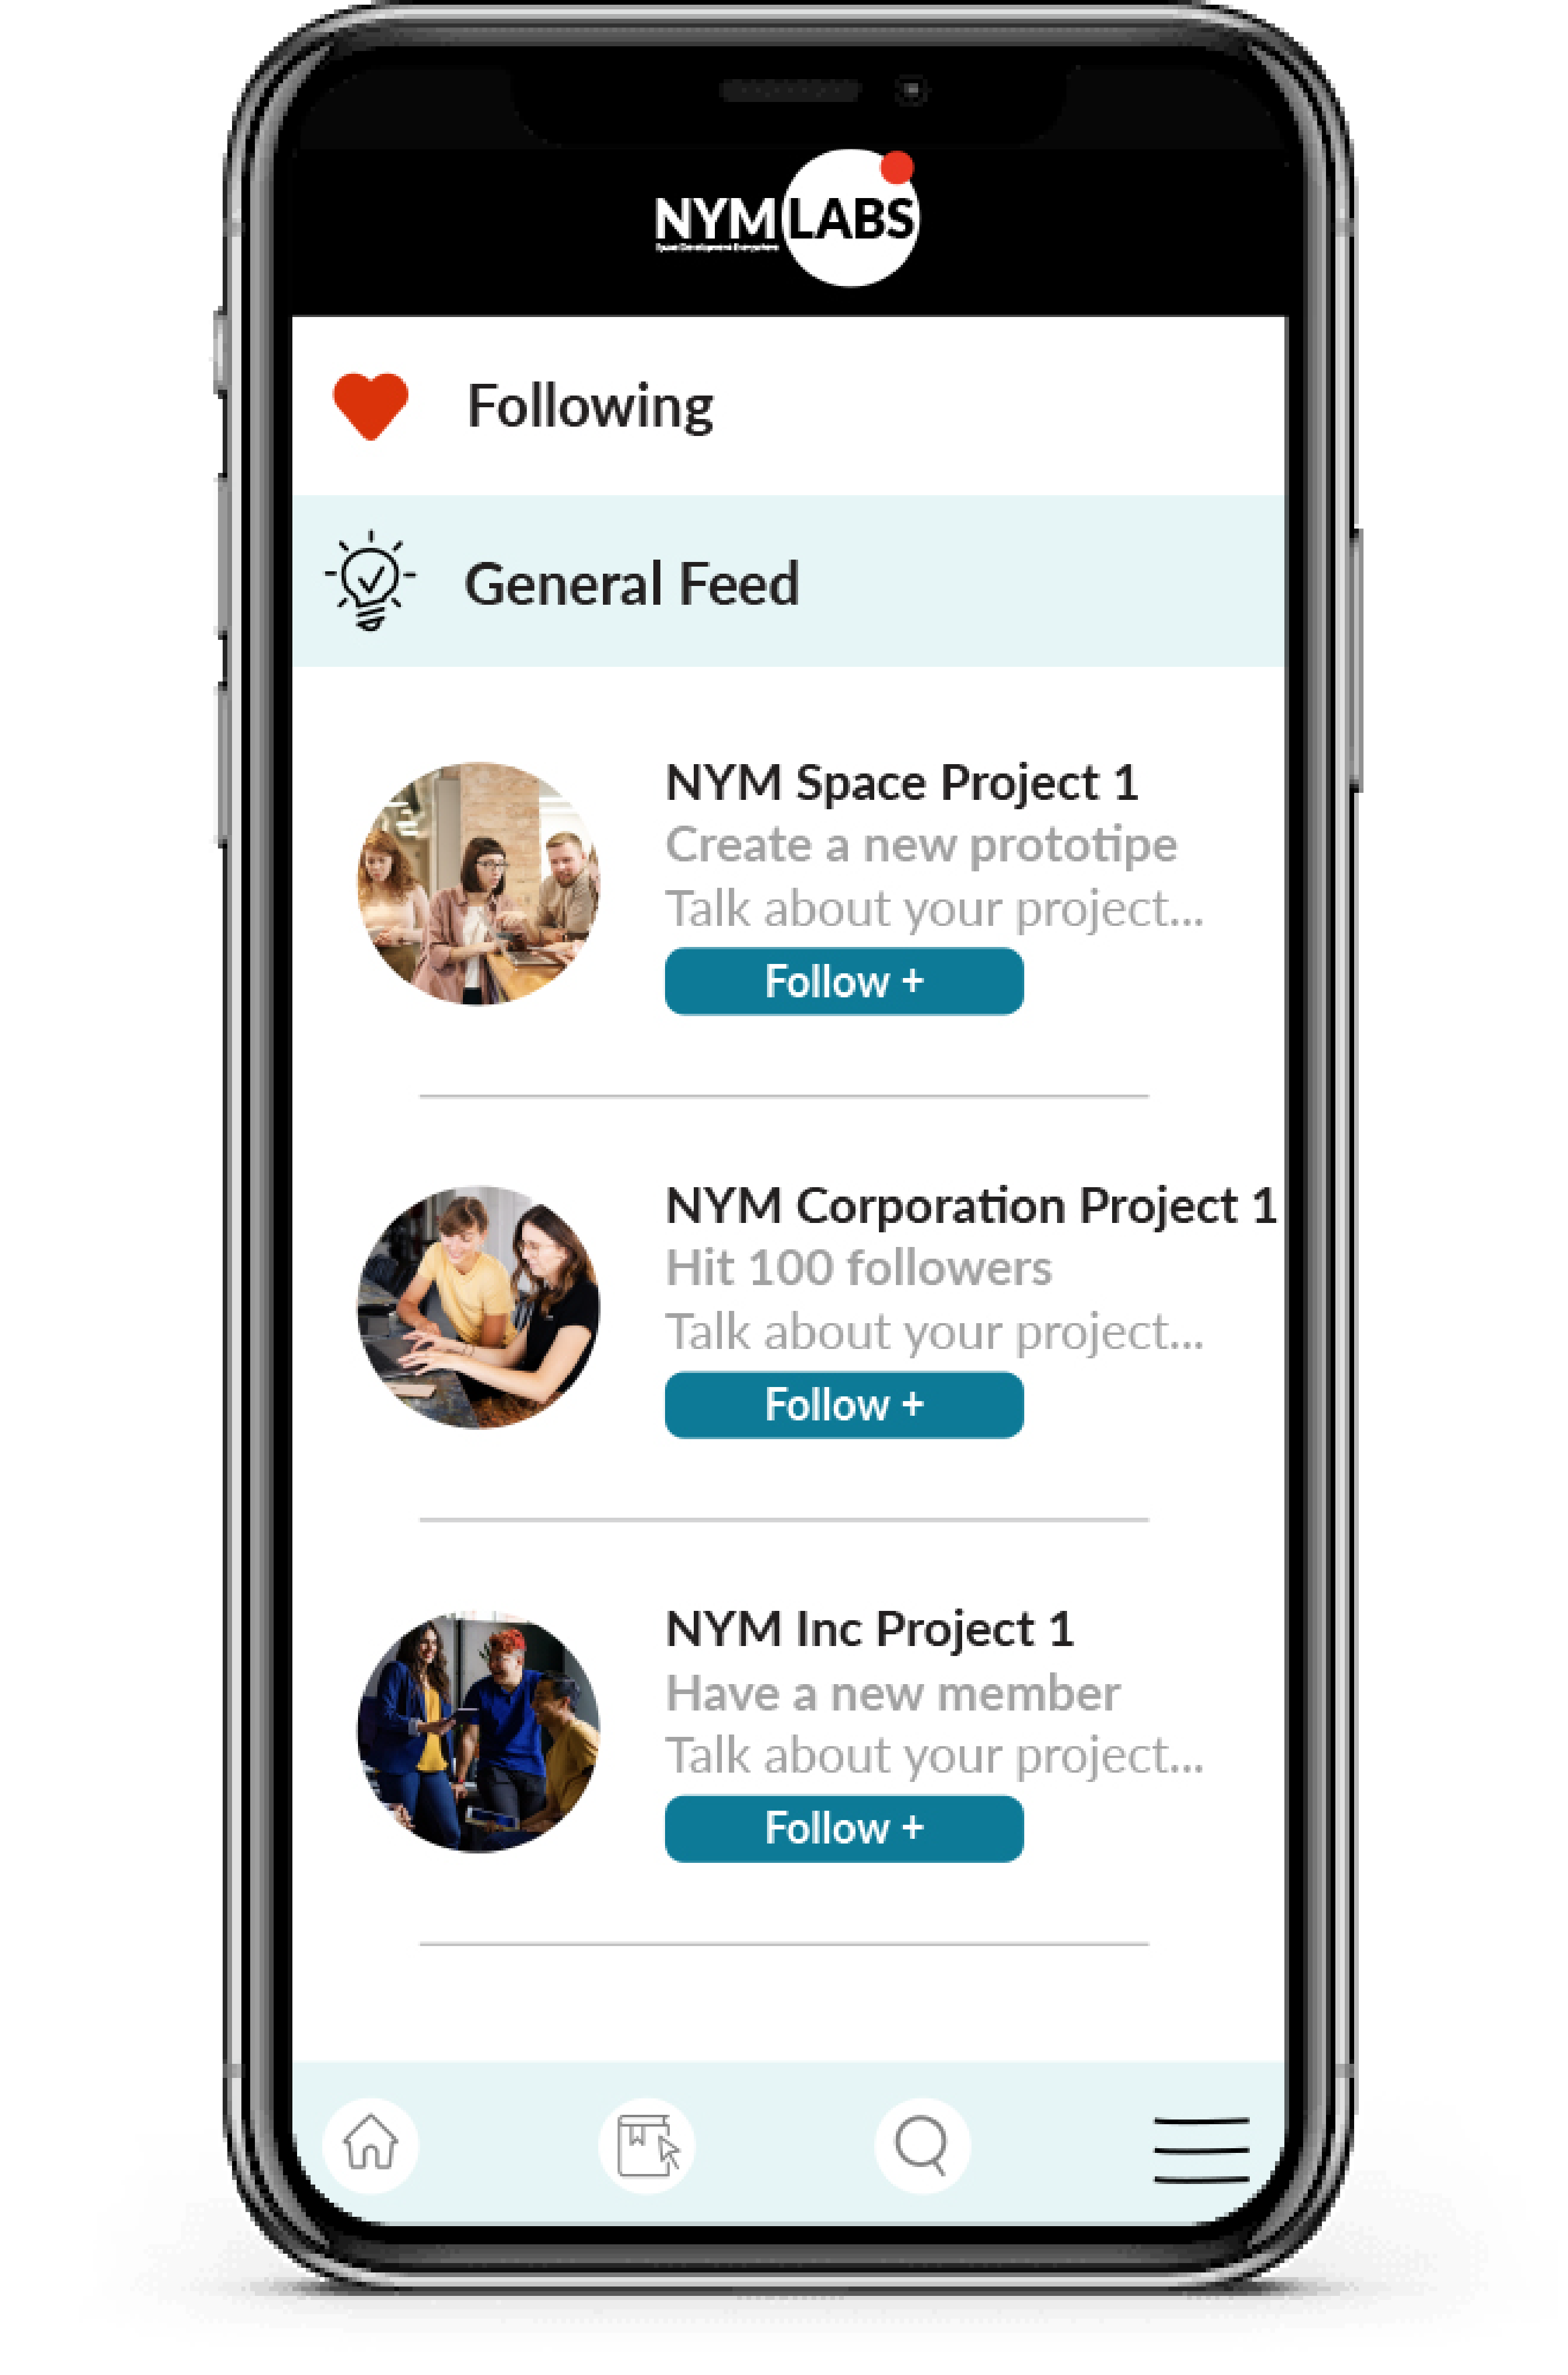 NYM LABS
Following
General Feed
NYM Space Project 1
Create a new prototipe
Talk about your project...
Follow +
NYM Corporation Project 1
Hit 100 followers
Talk about your project...
Follow +
NYM Inc Project 1
Have a new member
Talk about your project...
Follow +